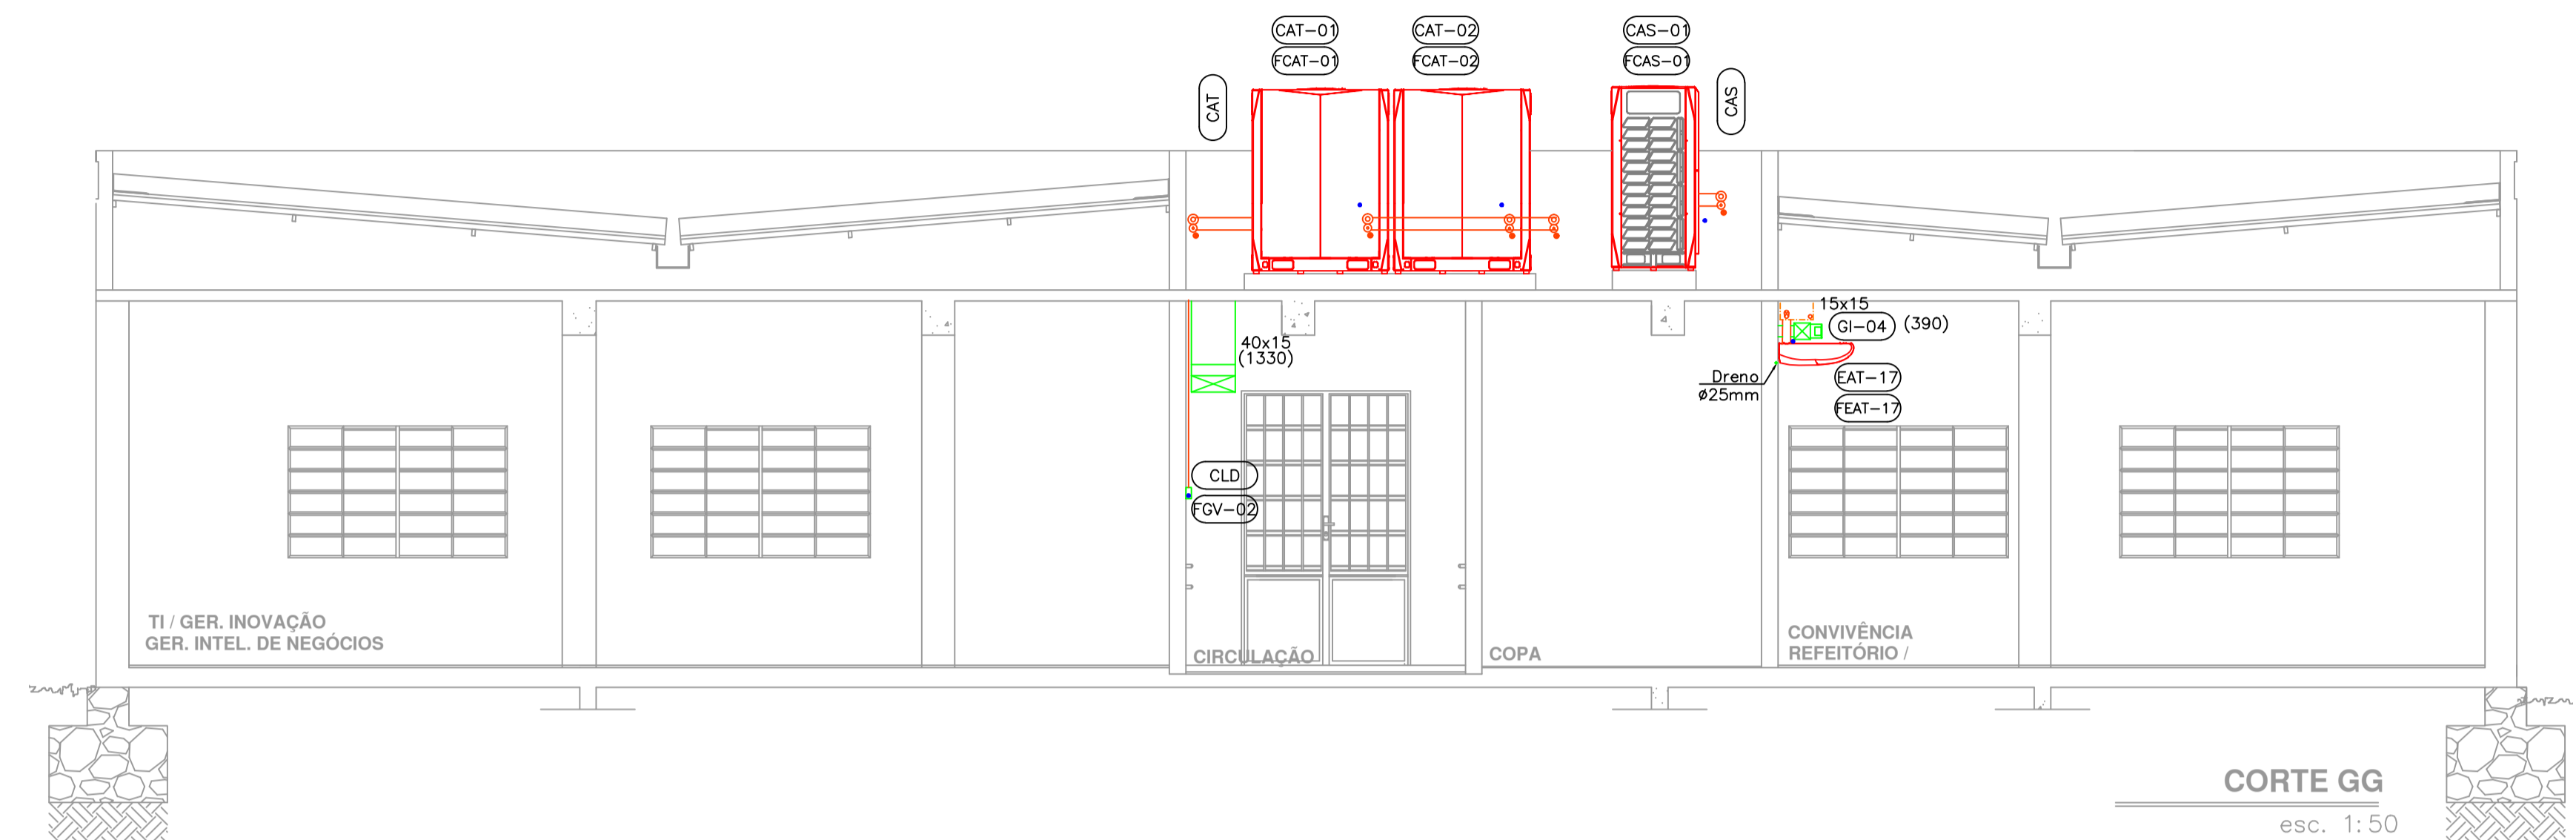 CAT-01
FCAT-01
CAT-02
FCAT-02
CAS-01
FCAS-01
CAT
CAS
15x15
GI-04 (390)
40x15
(1330)
Dreno
ø25mm
EAT-17
FEAT-17
CLD
FGV-02
TI / GER. INOVAÇÃO
GER. INTEL. DE NEGÓCIOS
CIRCULAÇÃO
COPA
CONVIVÊNCIA
REFEITÓRIO /
CORTE GG
esc. 1:50